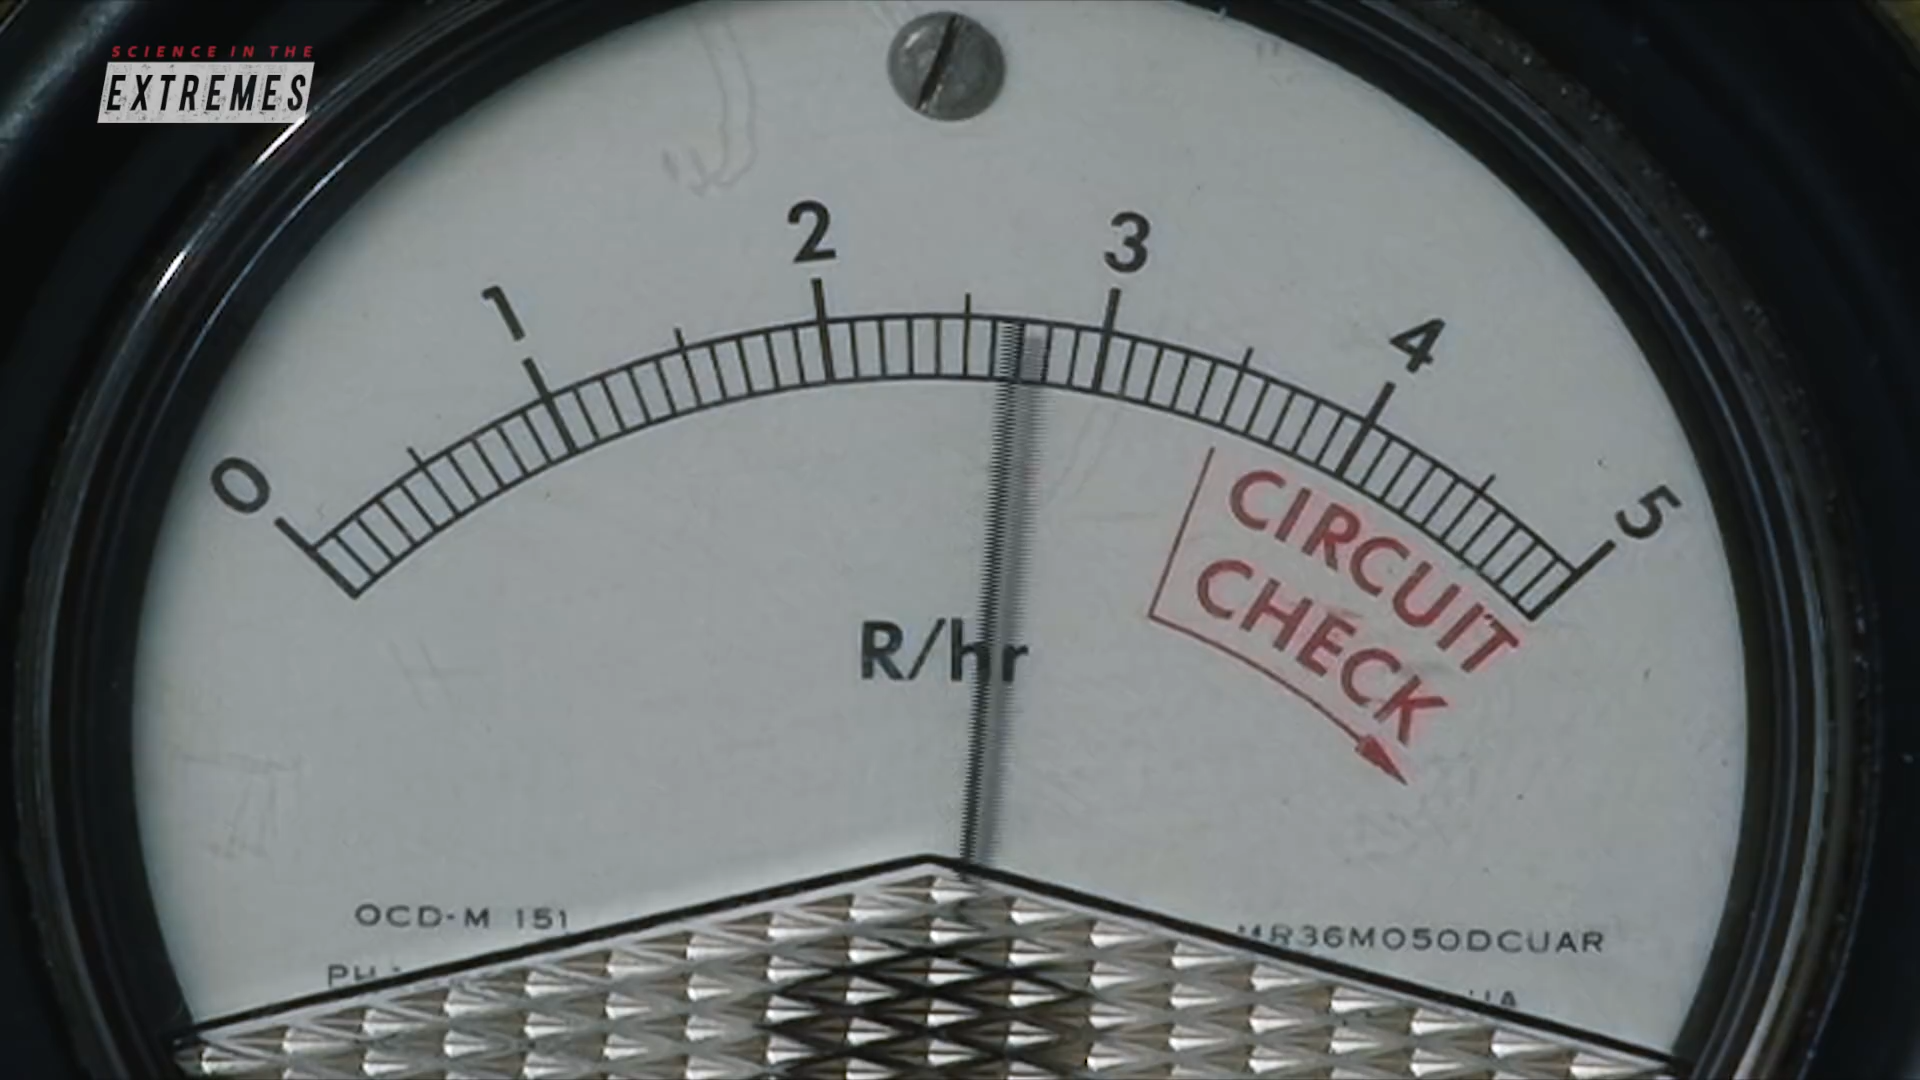 SCIENCE IN THE
EXTREMES
0 1 2 3 4 5
R/hr
CIRCUIT
CHECK
OCD-M 151
MR36M050DCUAR